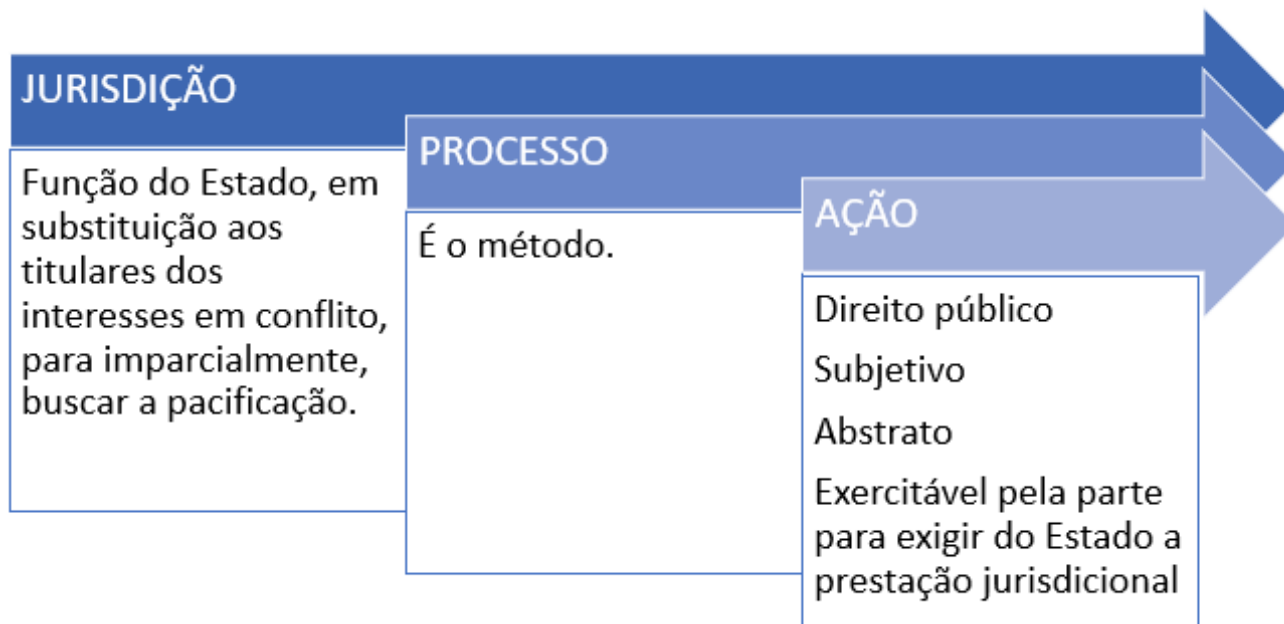 JURISDIÇÃO
Função do Estado, em
substituição aos
titulares dos
interesses em conflito,
para imparcialmente,
buscar a pacificação.
PROCESSO
É o método.
AÇÃO
Direito público
Subjetivo
Abstrato
Exercitável pela parte
para exigir do Estado a
prestação jurisdicional